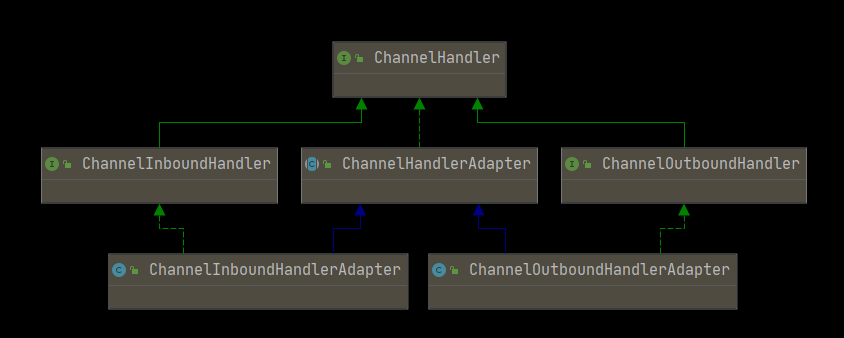 I ChannelHandler
I ChannelInboundHandler
C ChannelHandlerAdapter
I ChannelOutboundHandler
C ChannelInboundHandlerAdapter
C ChannelOutboundHandlerAdapter